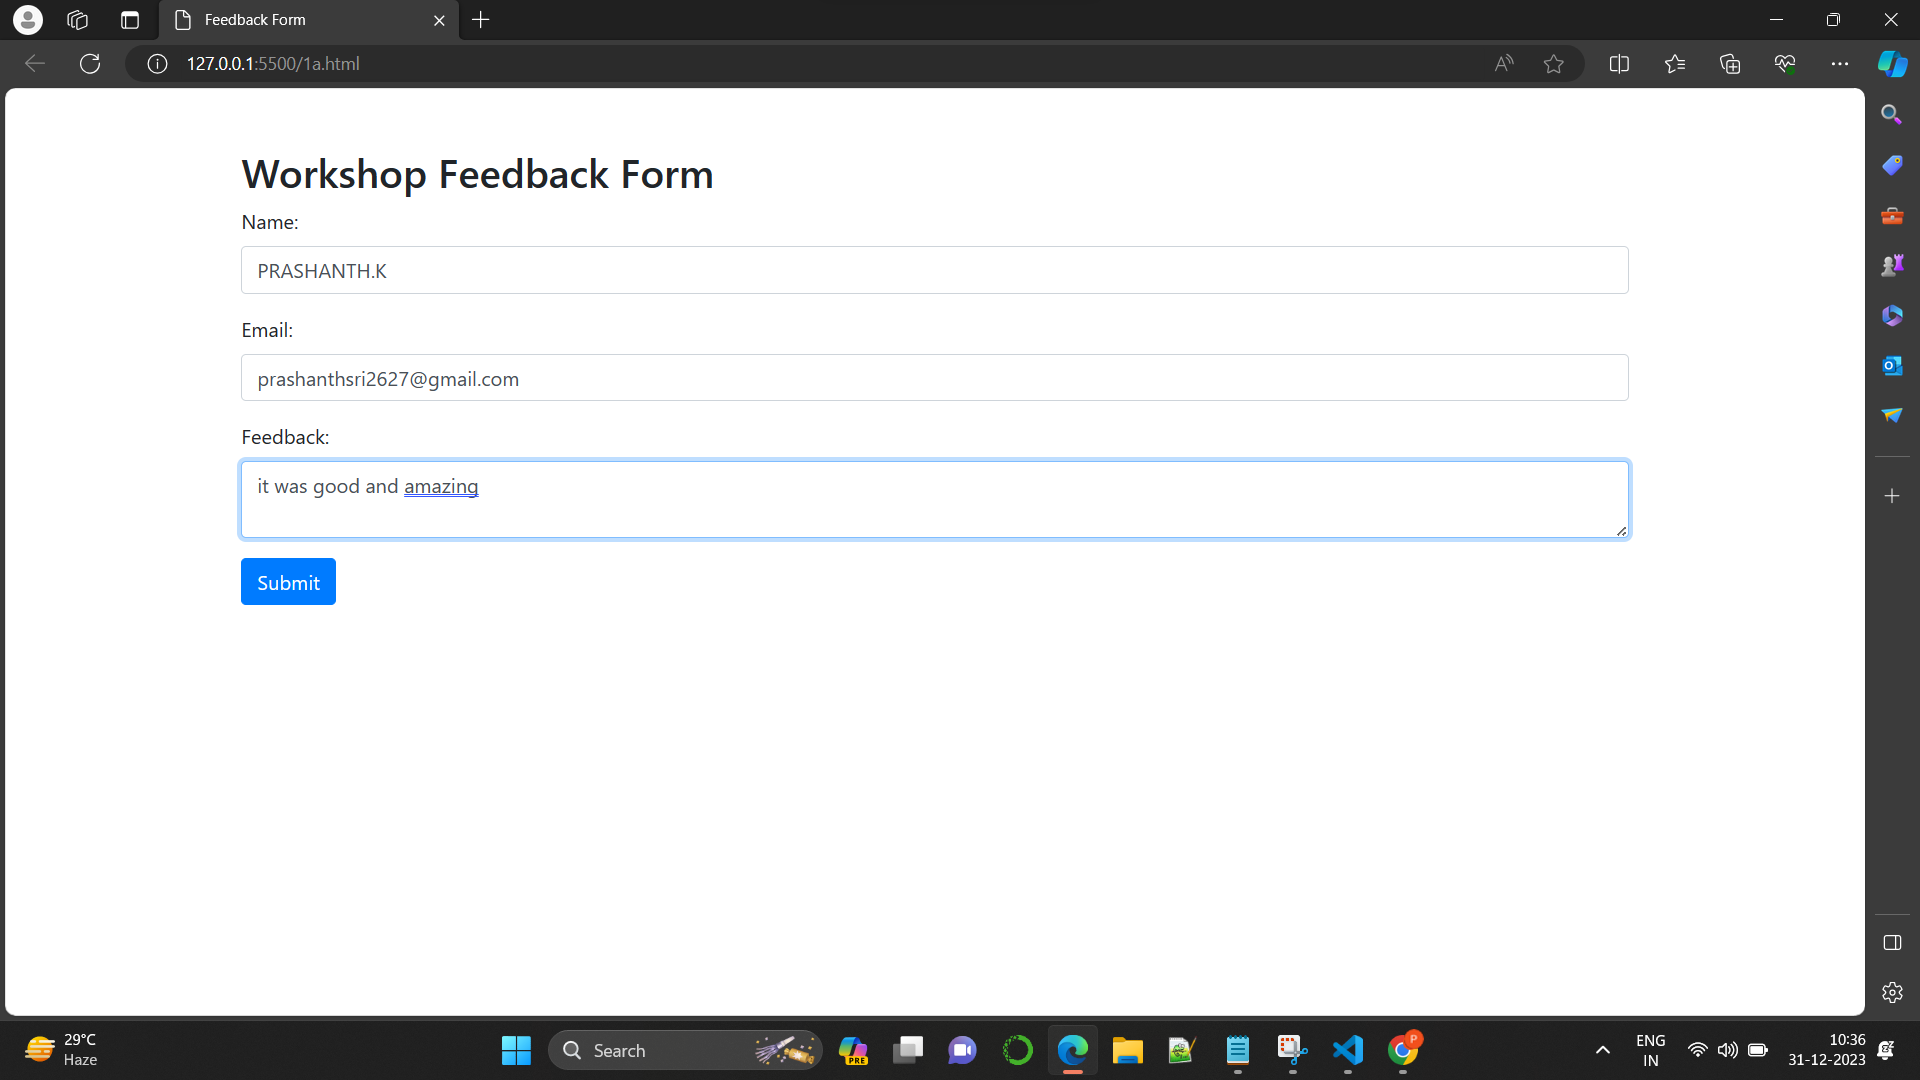 Feedback Form
127.0.0.1:5500/1a.html
Workshop Feedback Form
Name:
PRASHANTH.K
Email:
prashanthsri2627@gmail.com
Feedback:
it was good and amazing
Submit
29°C
Haze
Search
PRE
P
ENG
IN
10:36
31-12-2023